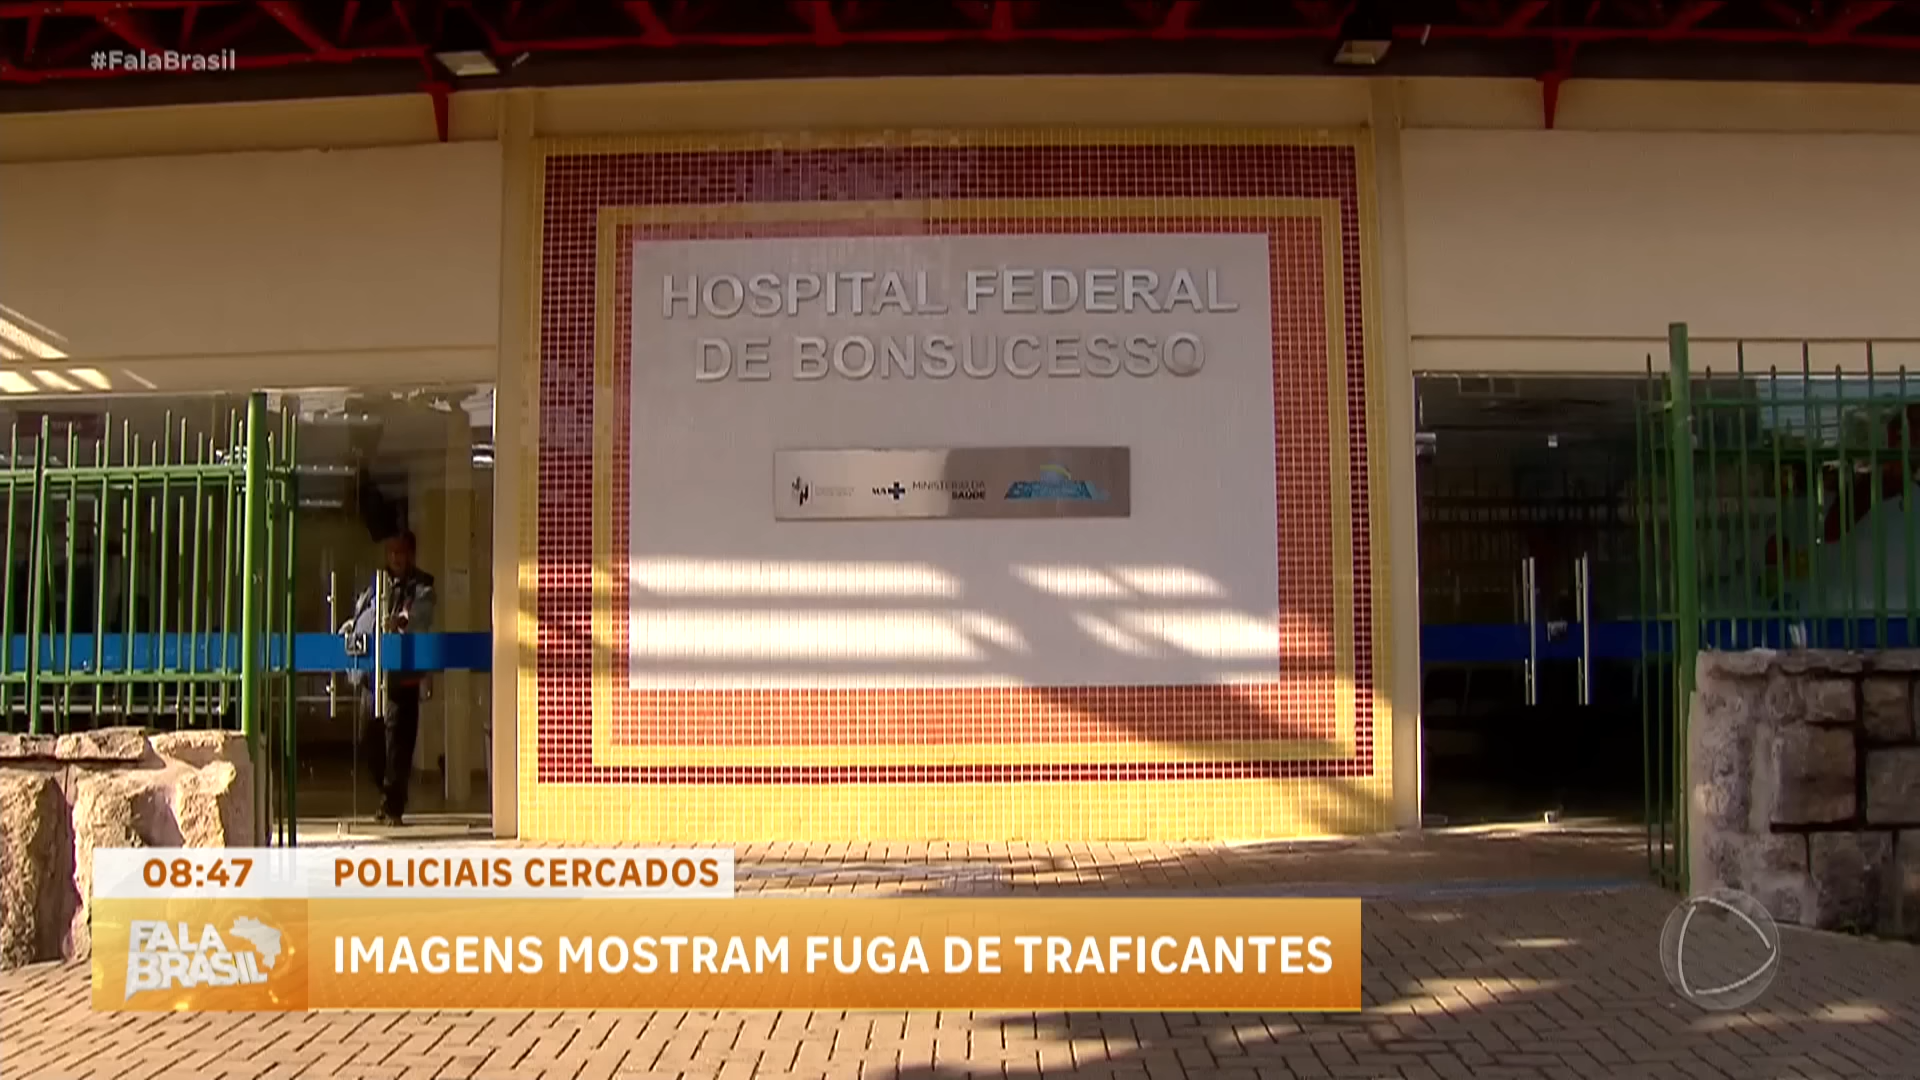 #FalaBrasil
HOSPITAL FEDERAL
DE BONSUCESSO
SUS
MINISTÉRIO DA
SAÚDE
08:47
POLICIAIS CERCADOS
FALA
BRASIL
IMAGENS MOSTRAM FUGA DE TRAFICANTES